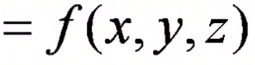 = f(x, y, z)